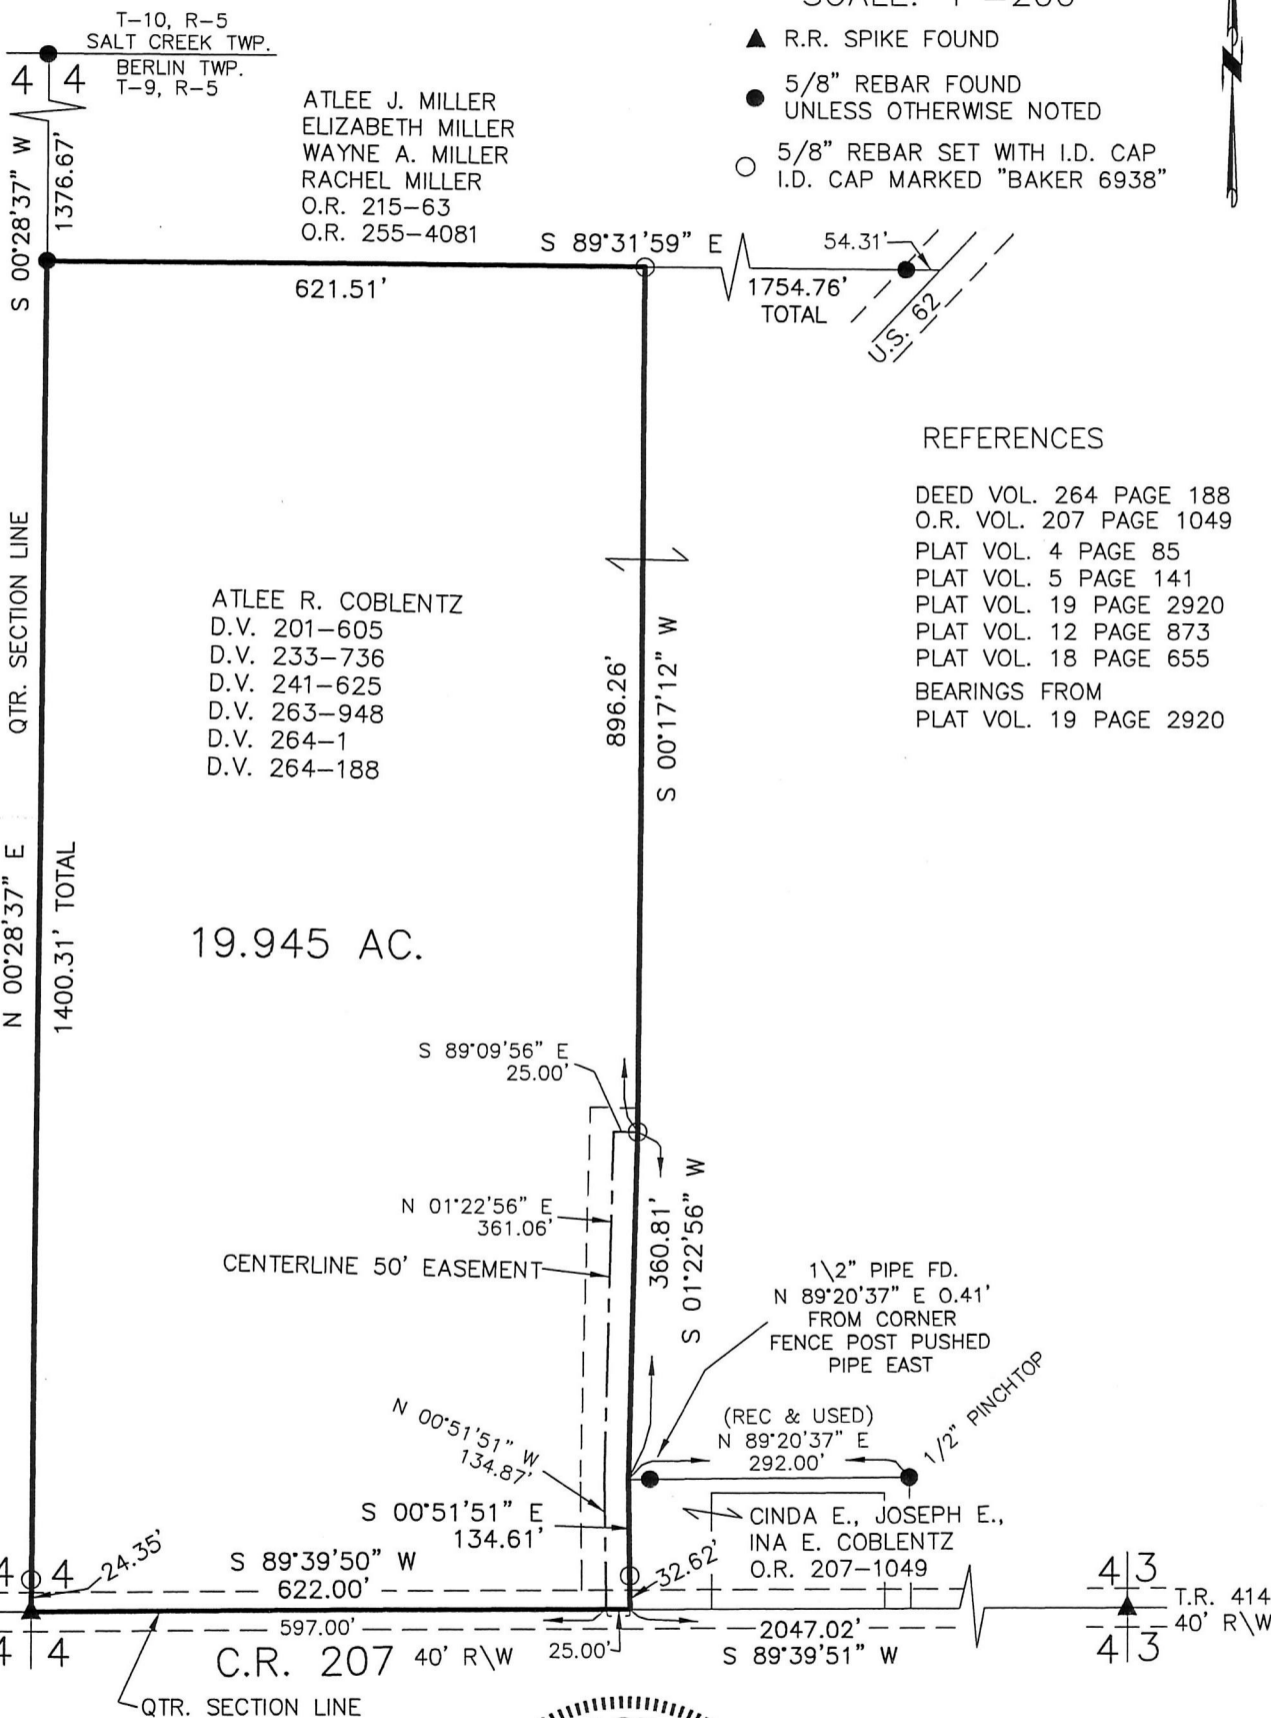 T-10, R-5
SALT CREEK TWP.
4 4
BERLIN TWP.
T-9, R-5
▲ R.R. SPIKE FOUND
● 5/8" REBAR FOUND
UNLESS OTHERWISE NOTED
○ 5/8" REBAR SET WITH I.D. CAP
I.D. CAP MARKED "BAKER 6938"
ATLEE J. MILLER
ELIZABETH MILLER
WAYNE A. MILLER
RACHEL MILLER
O.R. 215-63
O.R. 255-4081
S 00°28'37" W
1376.67'
S 89°31'59" E
621.51'
1754.76'
TOTAL
54.31'
U.S. 62
REFERENCES
DEED VOL. 264 PAGE 188
O.R. VOL. 207 PAGE 1049
PLAT VOL. 4 PAGE 85
PLAT VOL. 5 PAGE 141
PLAT VOL. 19 PAGE 2920
PLAT VOL. 12 PAGE 873
PLAT VOL. 18 PAGE 655
BEARINGS FROM
PLAT VOL. 19 PAGE 2920
QTR. SECTION LINE
ATLEE R. COBLENTZ
D.V. 201-605
D.V. 233-736
D.V. 241-625
D.V. 263-948
D.V. 264-1
D.V. 264-188
896.26'
S 00°17'12" W
N 00°28'37" E
1400.31' TOTAL
19.945 AC.
S 89°09'56" E
25.00'
N 01°22'56" E
361.06'
CENTERLINE 50' EASEMENT
360.81'
S 01°22'56" W
1\2" PIPE FD.
N 89°20'37" E 0.41'
FROM CORNER
FENCE POST PUSHED
PIPE EAST
N 00°51'51" W
134.87'
(REC & USED)
N 89°20'37" E
292.00'
1/2" PINCHTOP
S 00°51'51" E
134.61'
CINDA E., JOSEPH E.,
INA E. COBLENTZ
O.R. 207-1049
4 4
24.35'
S 89°39'50" W
622.00'
32.62'
4 3
T.R. 414
40' R\W
597.00'
25.00'
2047.02'
S 89°39'51" W
4 4
C.R. 207 40' R\W
4 3
QTR. SECTION LINE